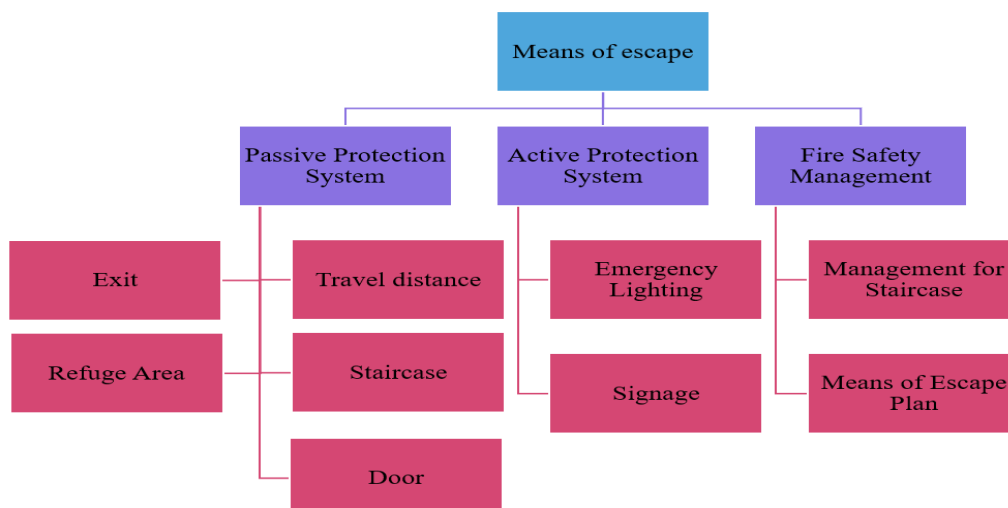 Means of escape
Passive Protection
System
Active Protection
System
Fire Safety
Management
Exit
Travel distance
Emergency
Lighting
Management for
Staircase
Refuge Area
Staircase
Signage
Means of Escape
Plan
Door